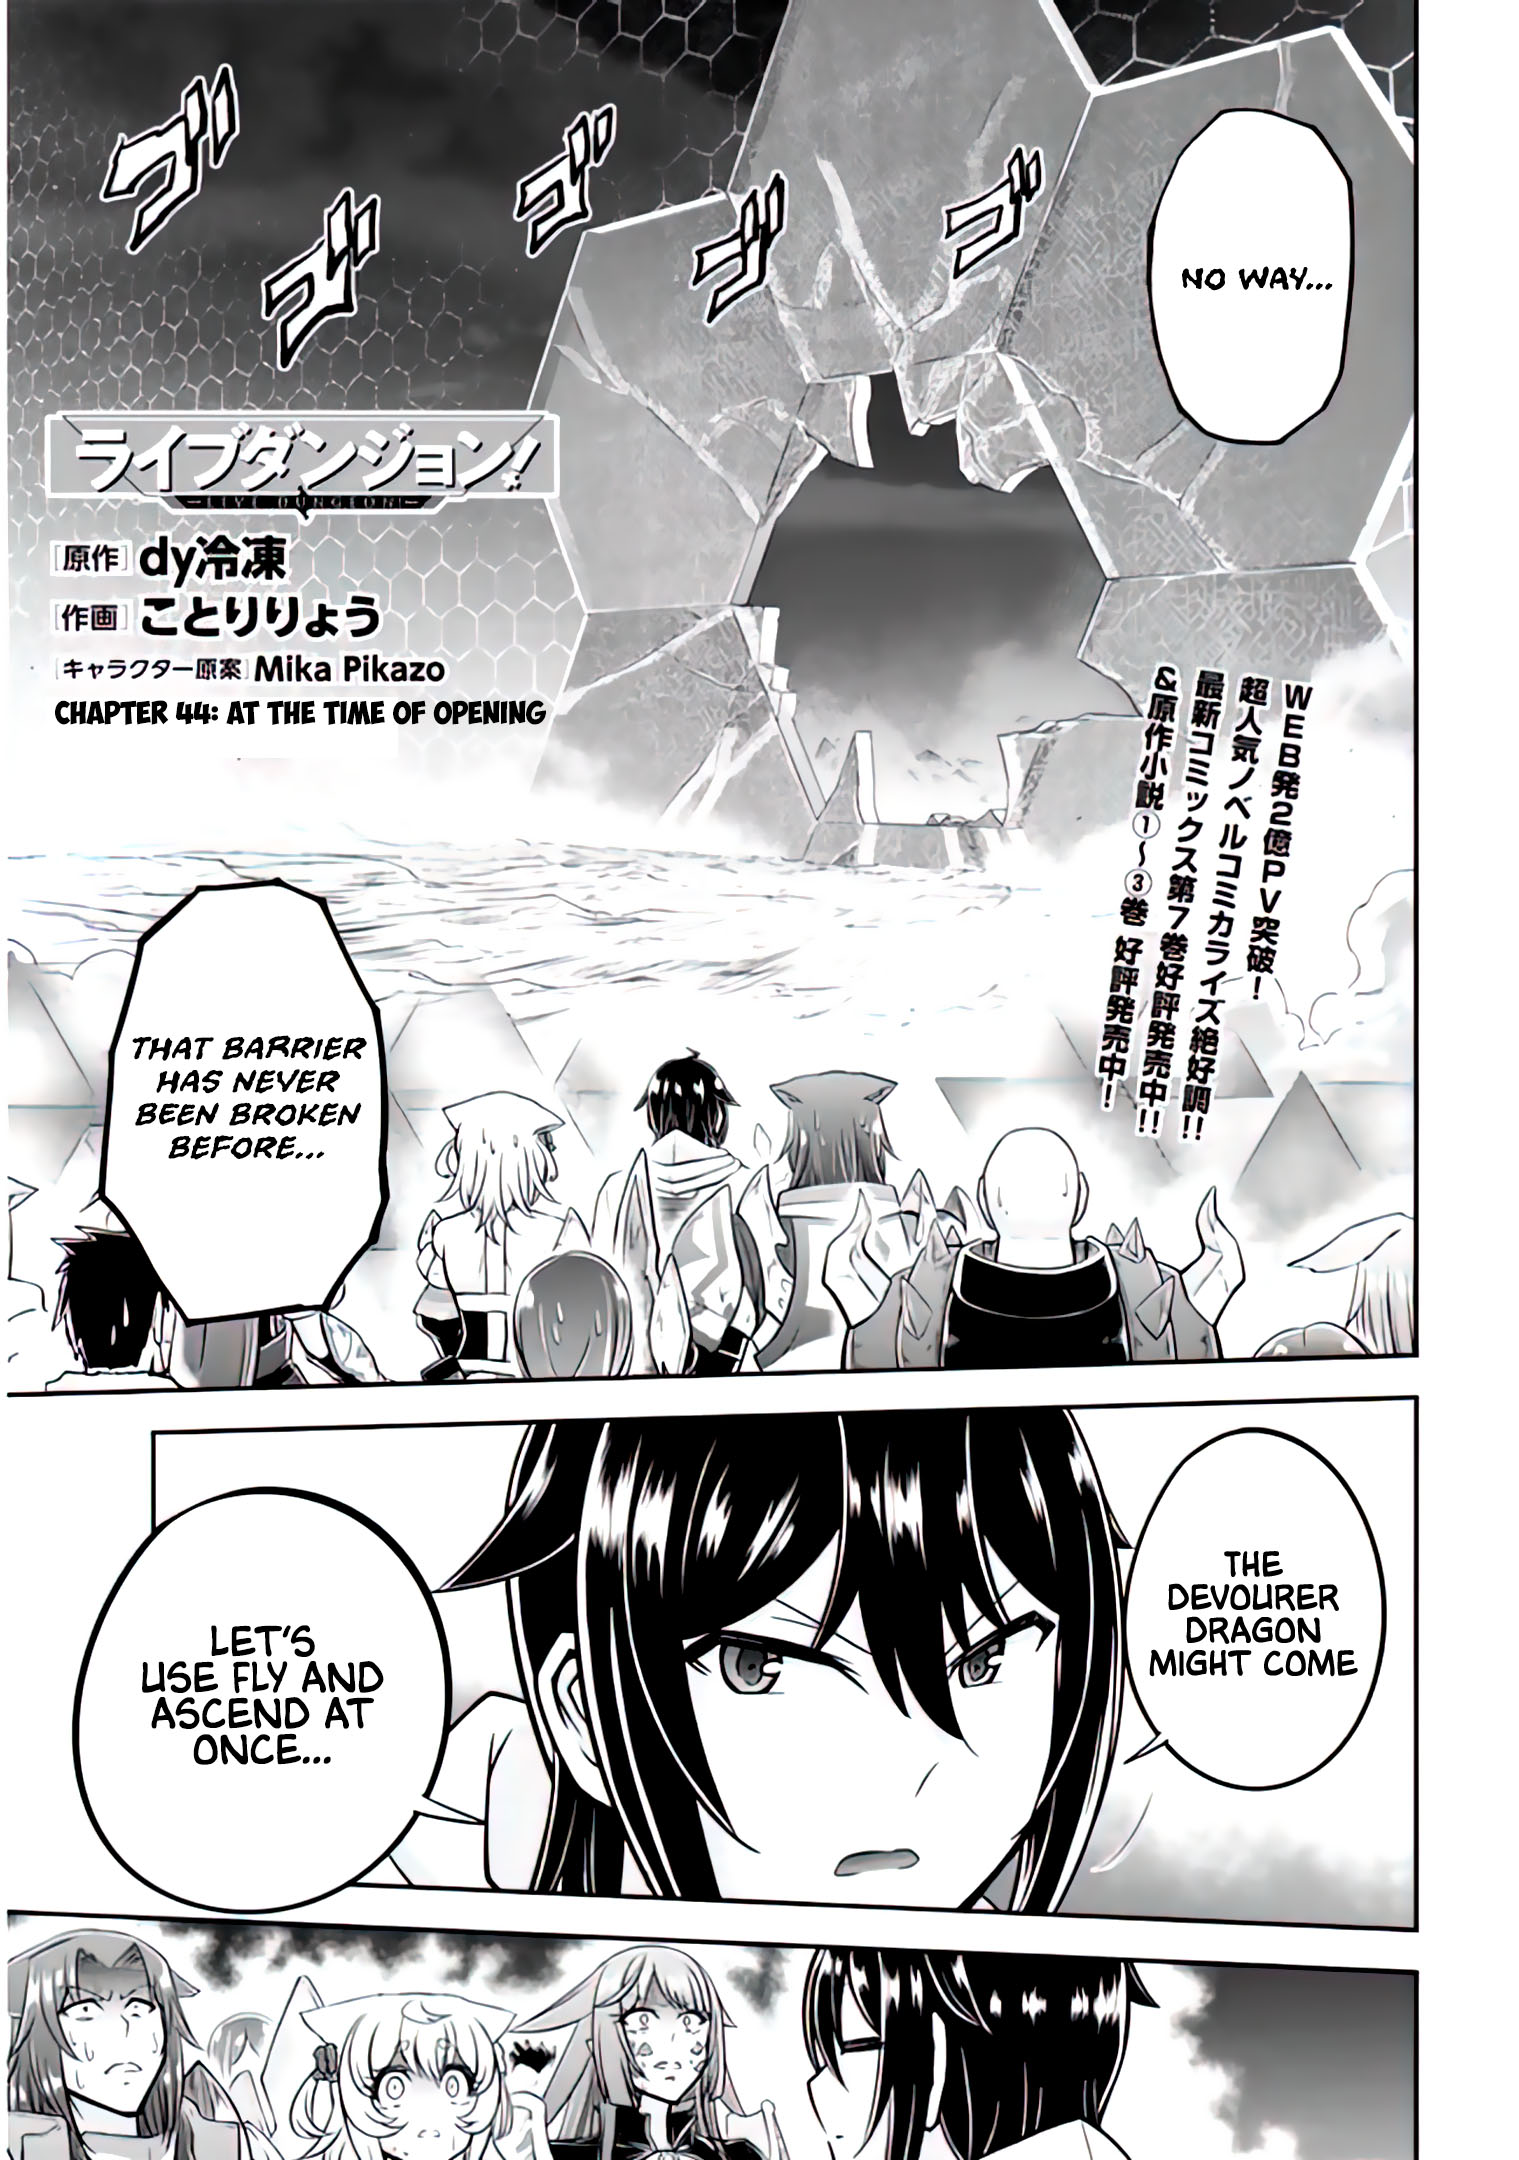 ゴゴゴゴゴ
NO WAY...
ライブダンジョン!
LIVE DUNGEON!
[原作] dy冷凍
[作画] ことりりょう
[キャラクター原案] Mika Pikazo
CHAPTER 44: AT THE TIME OF OPENING
WEB発2億PV突破!
超人気ノベルコミカライズ絶好調!!
最新コミックス第7巻好評発売中!!
&原作小説①~③巻 好評発売中!
THAT BARRIER
HAS NEVER
BEEN BROKEN
BEFORE...
THE
DEVOURER
DRAGON
MIGHT COME
LET'S
USE FLY AND
ASCEND AT
ONCE...